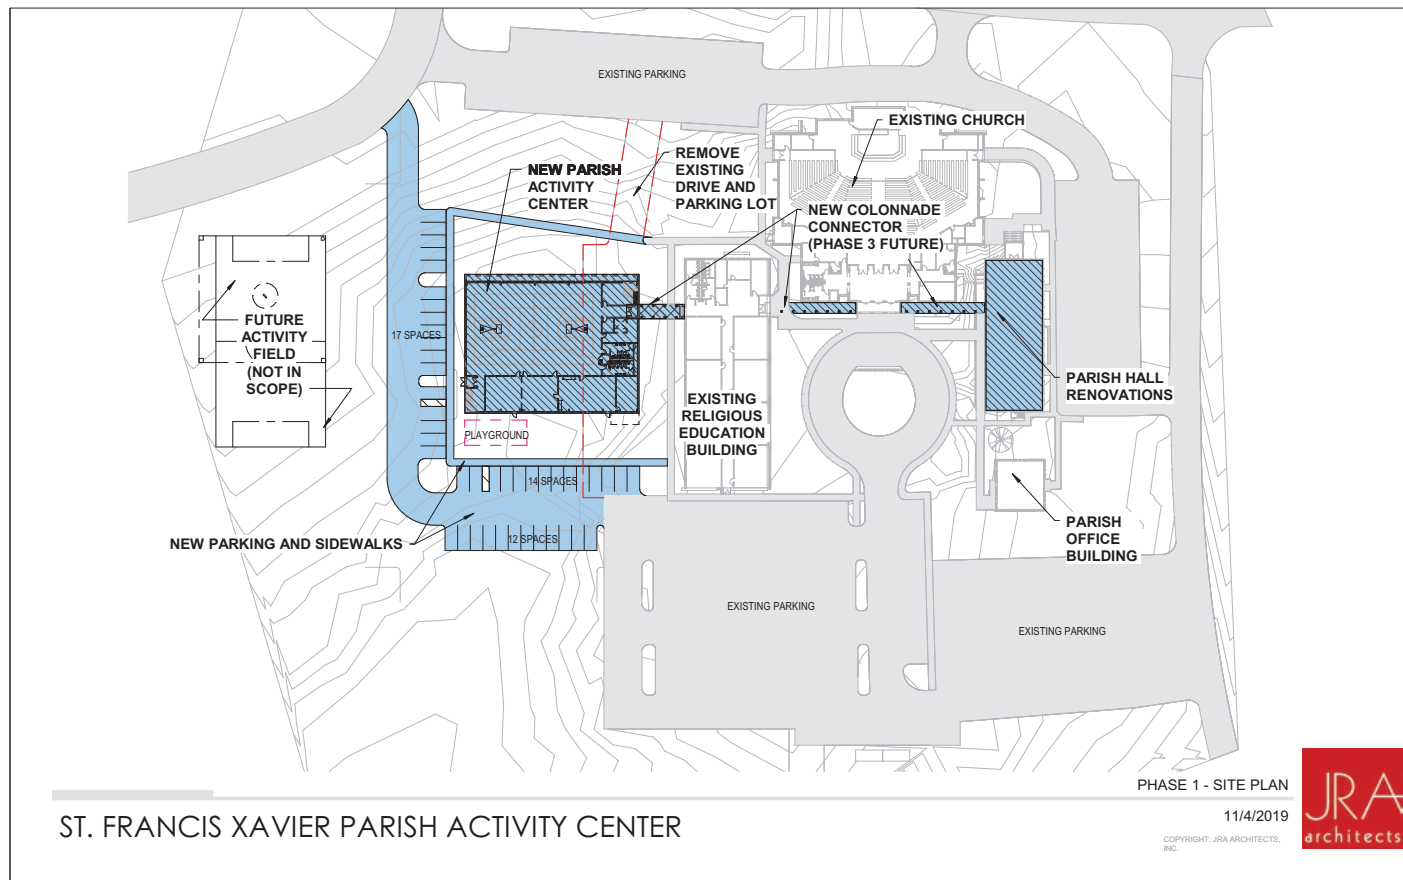 EXISTING PARKING
EXISTING CHURCH
REMOVE
EXISTING
DRIVE AND
PARKING LOT
NEW PARISH
ACTIVITY
CENTER
NEW COLONNADE
CONNECTOR
(PHASE 3 FUTURE)
FUTURE
ACTIVITY
FIELD
(NOT IN
SCOPE)
17 SPACES
PARISH HALL
RENOVATIONS
EXISTING
RELIGIOUS
EDUCATION
BUILDING
PLAYGROUND
14 SPACES
NEW PARKING AND SIDEWALKS
12 SPACES
PARISH
OFFICE
BUILDING
EXISTING PARKING
EXISTING PARKING
PHASE 1 - SITE PLAN
11/4/2019
COPYRIGHT: JRA ARCHITECTS,
INC.
ST. FRANCIS XAVIER PARISH ACTIVITY CENTER
JRA
architects